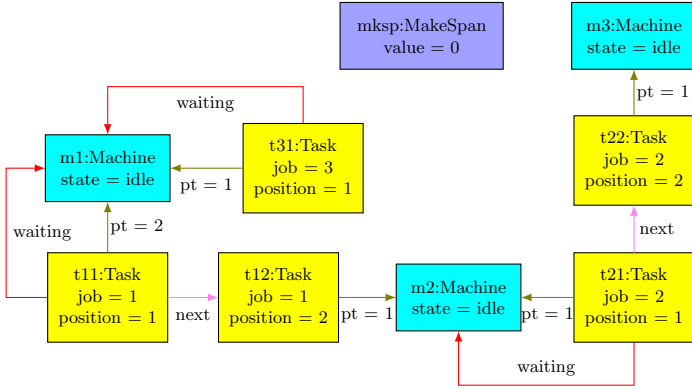 mksp:MakeSpan
value = 0
m3:Machine
state = idle
waiting
pt = 1
t31:Task
job = 3
position = 1
t22:Task
job = 2
position = 2
m1:Machine
state = idle
pt = 1
waiting
pt = 2
next
t11:Task
job = 1
position = 1
next
t12:Task
job = 1
position = 2
pt = 1
m2:Machine
state = idle
pt = 1
t21:Task
job = 2
position = 1
waiting